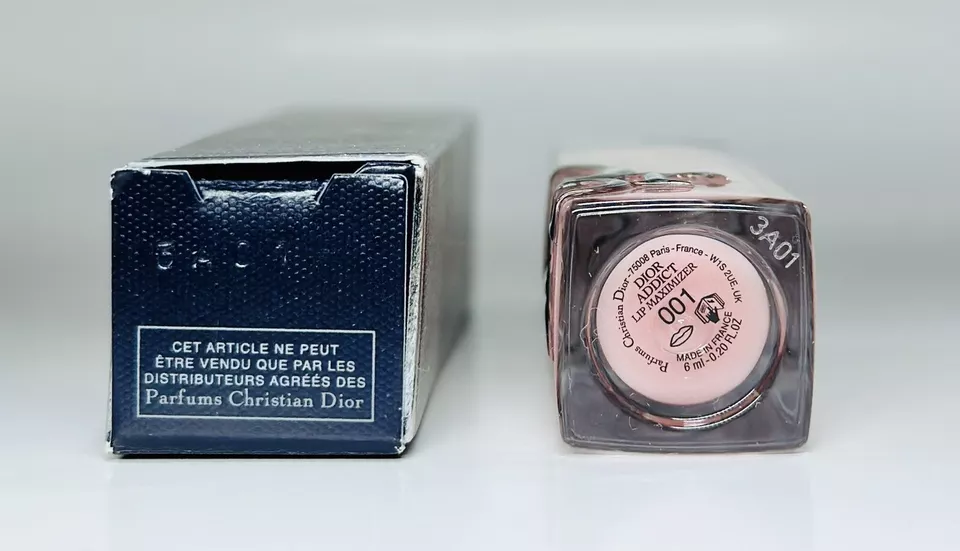 3A01
CET ARTICLE NE PEUT
ÊTRE VENDU QUE PAR LES
DISTRIBUTEURS AGRÉÉS DES
Parfums Christian Dior
3A01
Parfums Christian Dior-75008 Paris - France - W1S 2UE, UK
DIOR
ADDICT
LIP MAXIMIZER
001
MADE IN FRANCE
6 ml-0.20 FL.OZ